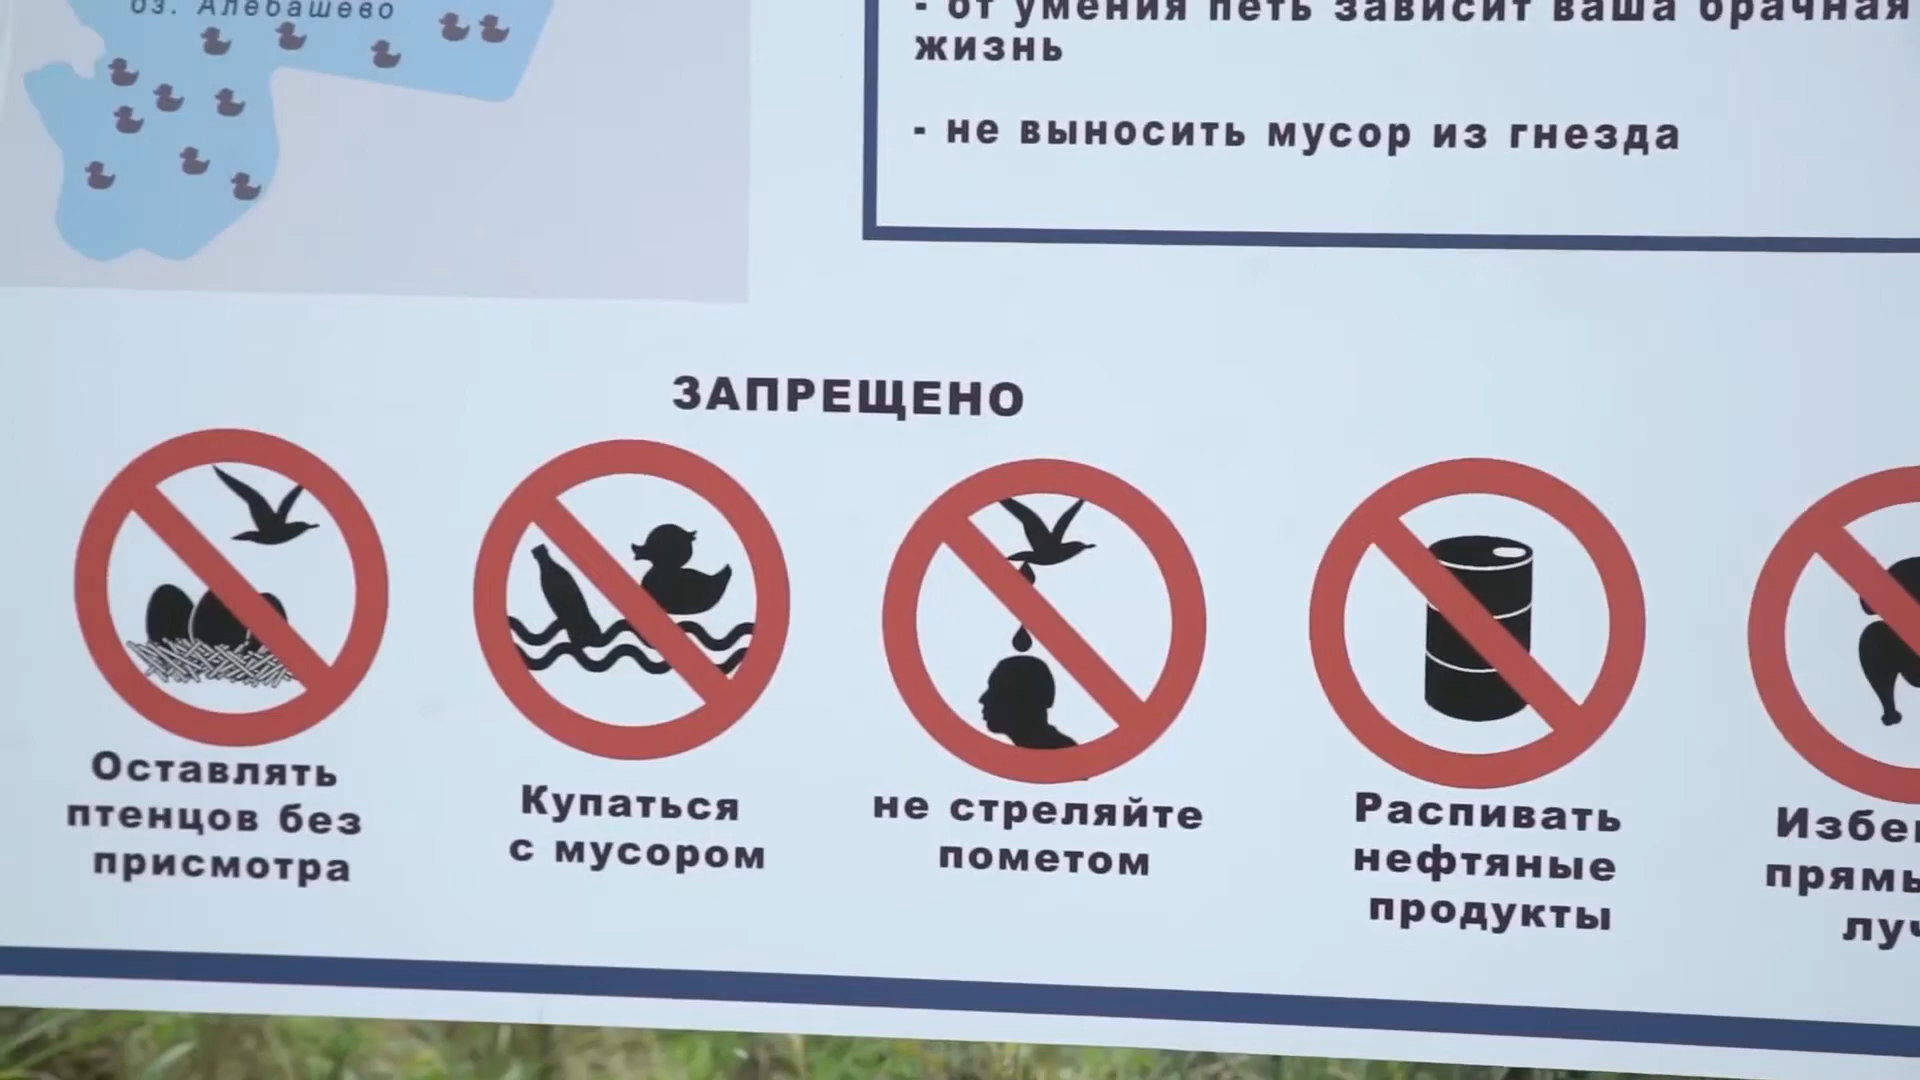 оз. Алебашево
- от умения петь зависит ваша брачная
жизнь
- не выносить мусор из гнезда
ЗАПРЕЩЕНО
Оставлять
птенцов без
присмотра
Купаться
с мусором
не стреляйте
пометом
Распивать
нефтяные
продукты